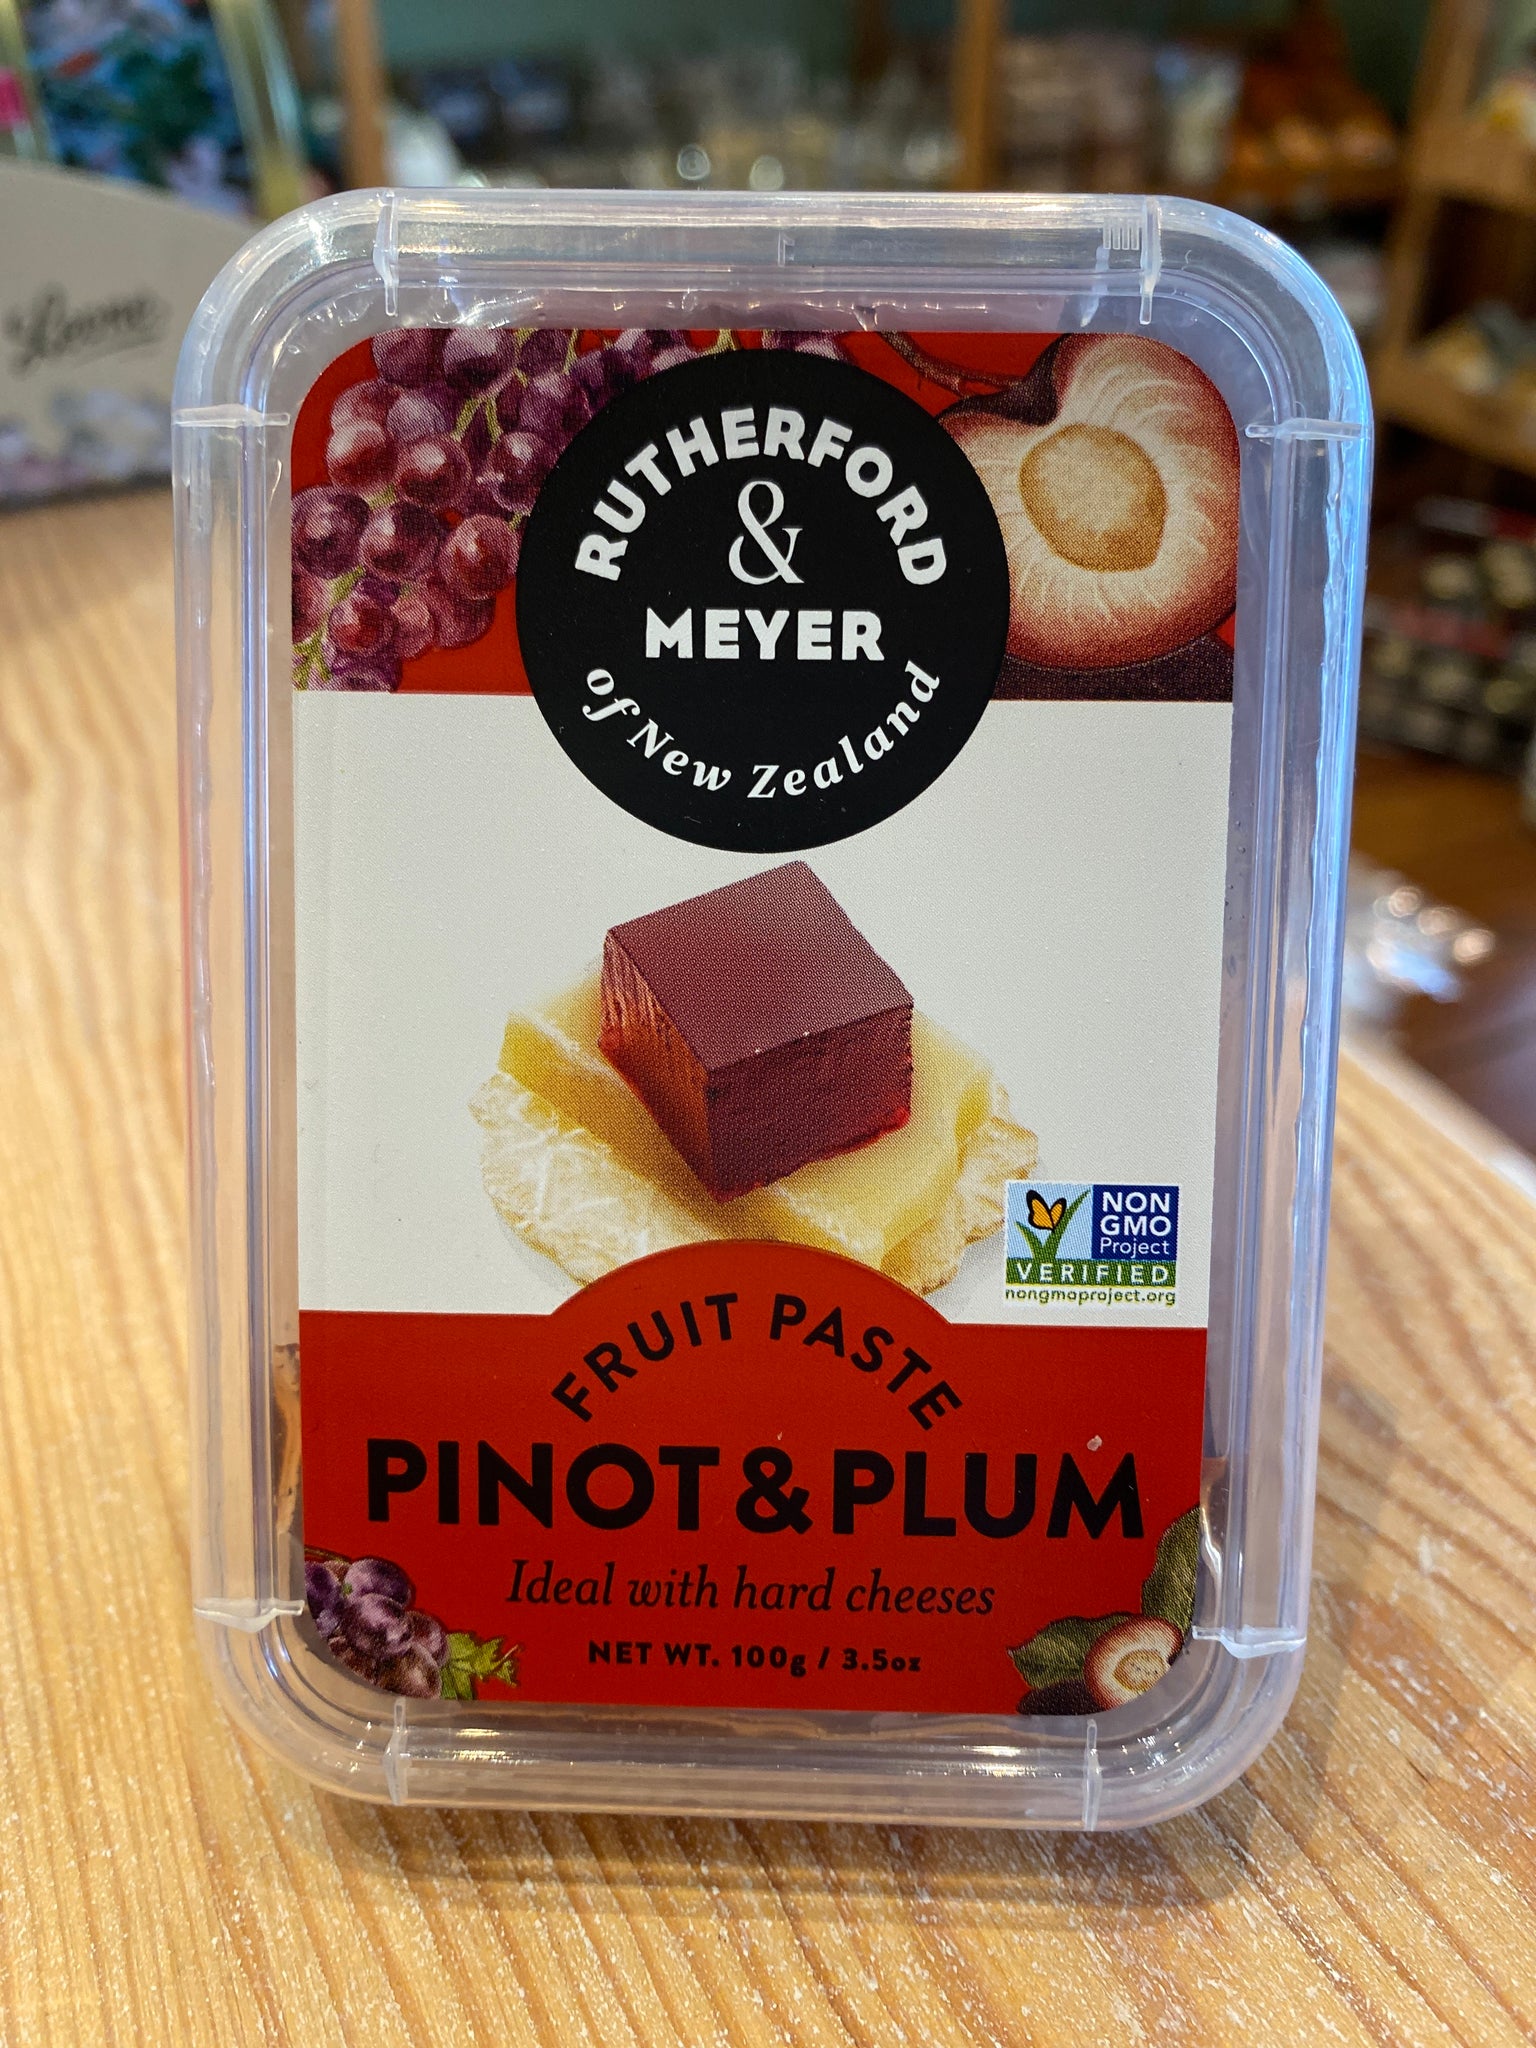 RUTHERFORD
&
MEYER
of New Zealand
NON
GMO
Project
VERIFIED
nongmoproject.org
FRUIT PASTE
PINOT & PLUM
Ideal with hard cheeses
NET WT. 100g / 3.5oz